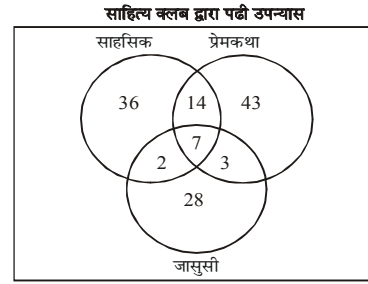 साहित्य क्लब द्वारा पढी उपन्यास
साहसिक प्रेमकथा
36 14 43
7
2 3
28
जासुसी